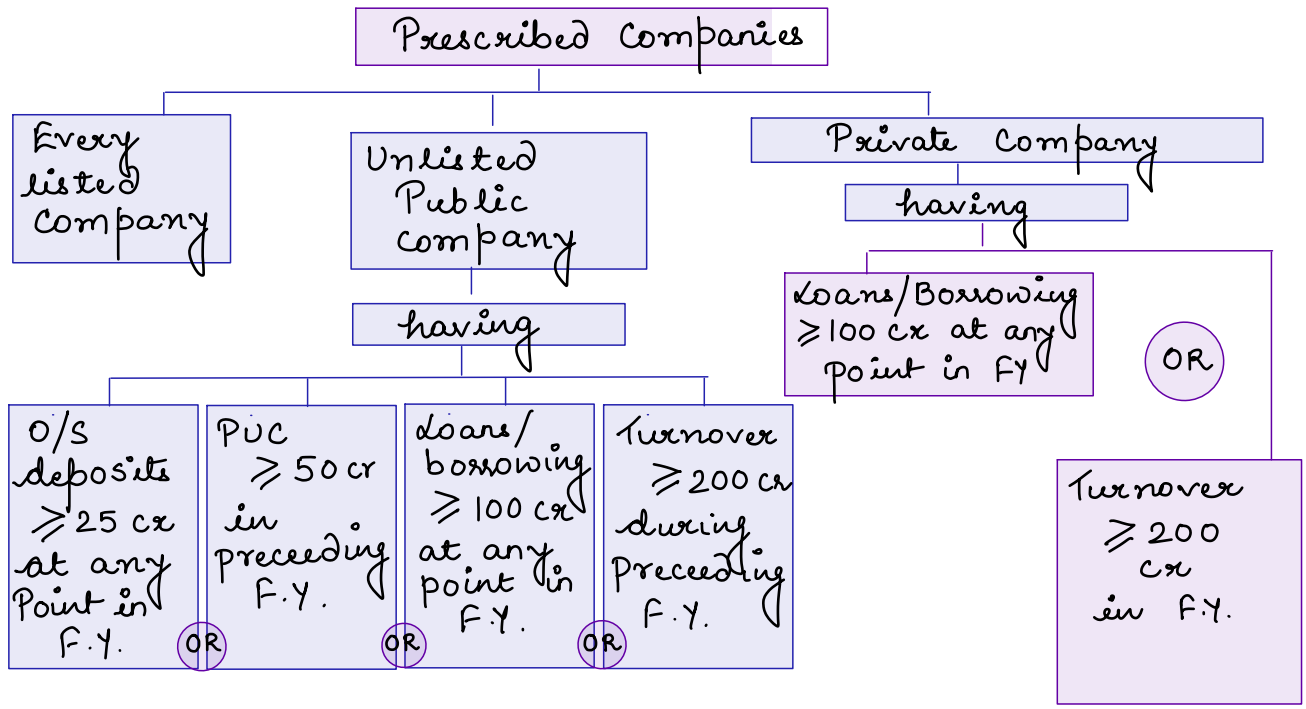 Prescribed Companies
Every
listed
Company
Unlisted
Public
company
having
O/S
deposits
≥ 25 cr
at any
Point in
F.Y.
OR
PUC
≥ 50 cr
in
preceeding
F.Y.
OR
Loans/
borrowing
≥ 100 cr
at any
point in
F.Y.
OR
Turnover
≥ 200 cr
during
Preceeding
F.Y.
Private Company
having
Loans/Borrowing
≥ 100 cr at any
point in FY
OR
Turnover
≥ 200
cr
in F.Y.